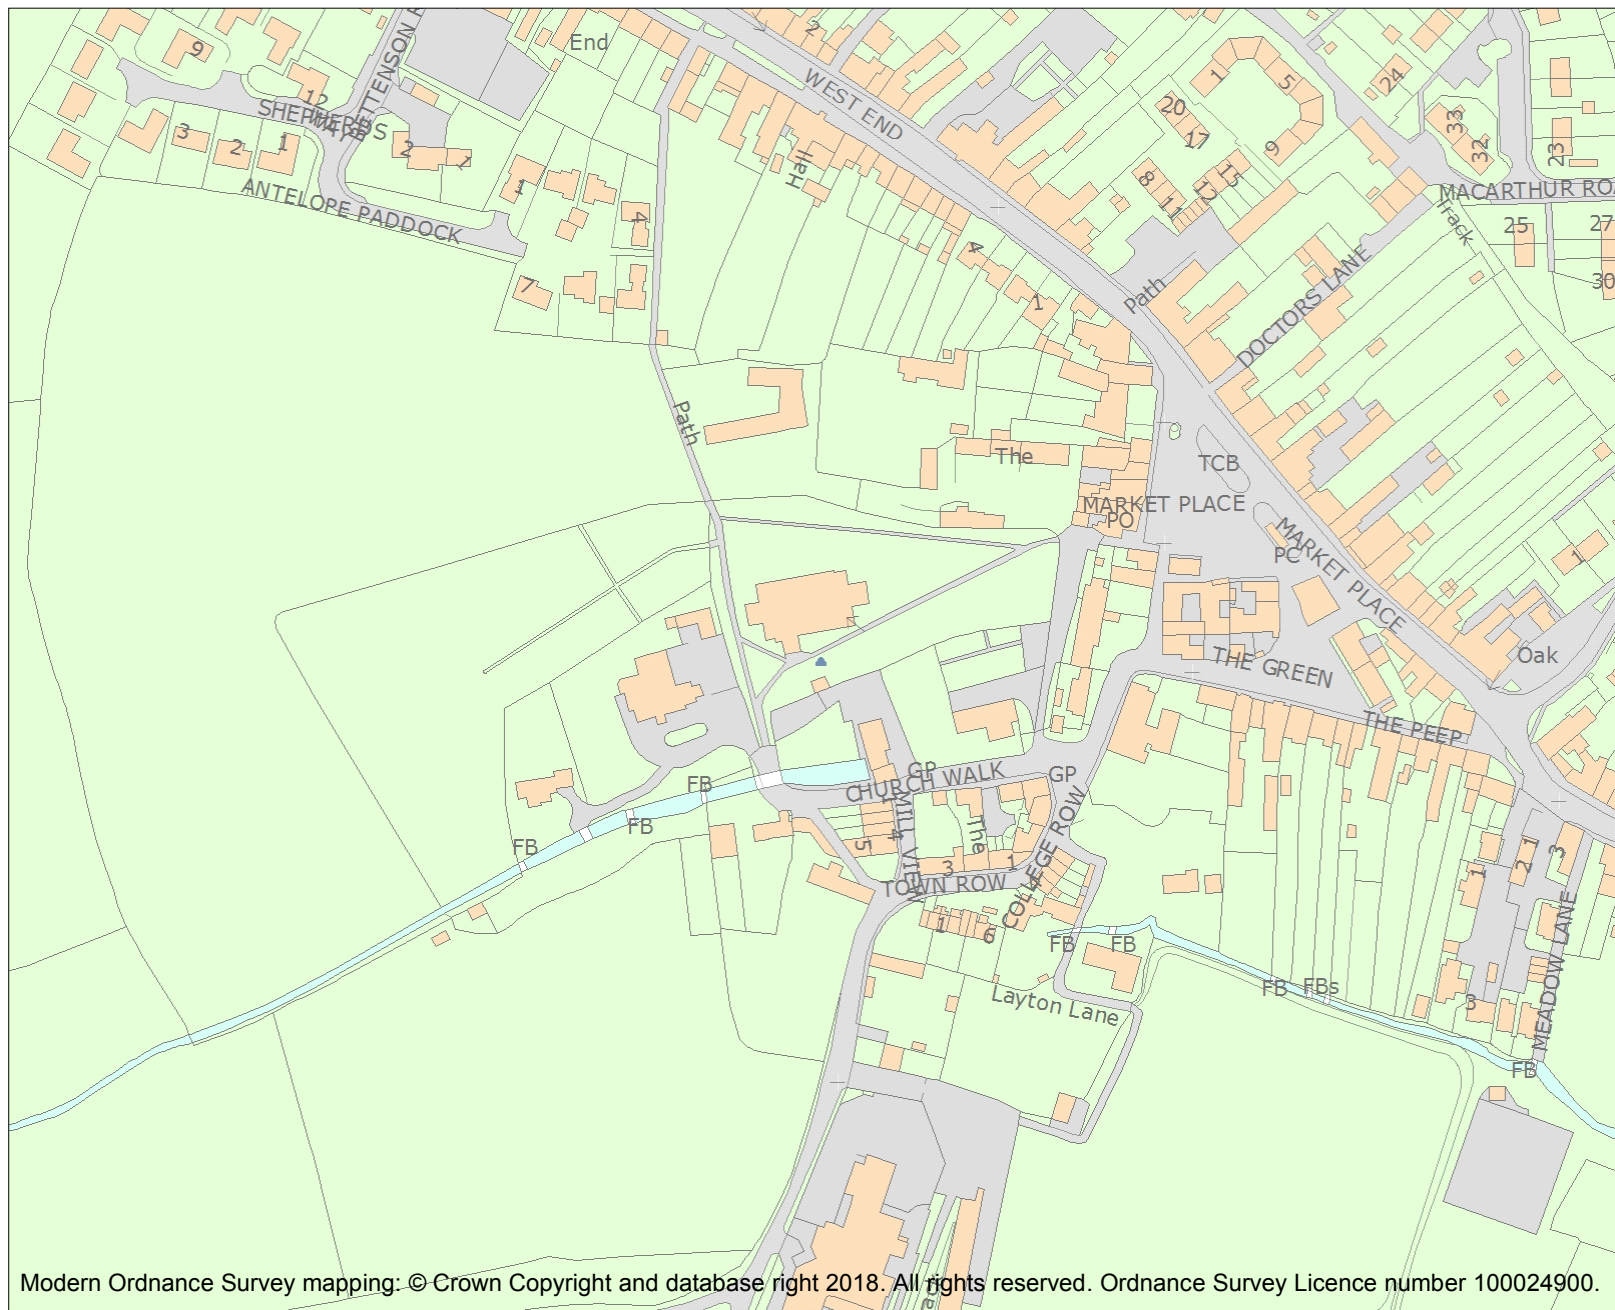 End
2
9
WEST END
1
5
24
12
SHEPHERDS
WAY
20
17
33
32
23
3
2
1
2
1
Hall
9
8
15
12
11
MACARTHUR ROA
ANTELOPE PADDOCK
1
4
Track
25
27
4
7
1
Path
DOCTORS LANE
30
Path
The
TCB
MARKET PLACE
PO
MARKET PLACE
PC
1
THE GREEN
Oak
THE PEEP
GP
CHURCH WALK
GP
FB
FB
FB
1
4
5
MILL VIEW
The
3
1
TOWN ROW
COLLEGE ROW
1
6
FB
FB
1
2
1
3
FB
FBs
Layton Lane
3
MEADOW LANE
FB
Modern Ordnance Survey mapping: © Crown Copyright and database right 2018. All rights reserved. Ordnance Survey Licence number 100024900.